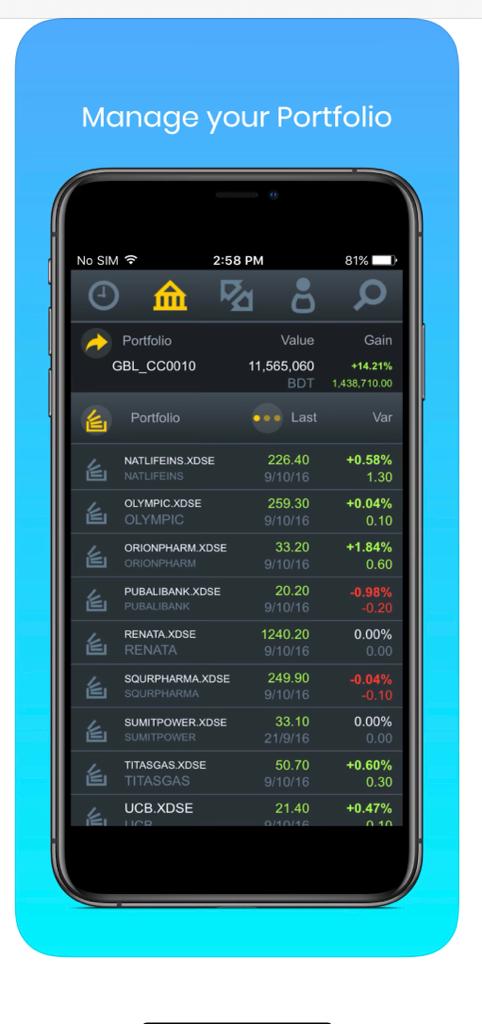 Manage your Portfolio
No SIM 2:58 PM 81%
Portfolio Value Gain
GBL_CC0010 11,565,060 +14.21%
BDT 1,438,710.00
Portfolio Last Var
NATLIFEINS.XDSE 226.40 +0.58%
NATLIFEINS 9/10/16 1.30
OLYMPIC.XDSE 259.30 +0.04%
OLYMPIC 9/10/16 0.10
ORIONPHARM.XDSE 33.20 +1.84%
ORIONPHARM 9/10/16 0.60
PUBALIBANK.XDSE 20.20 -0.98%
PUBALIBANK 9/10/16 -0.20
RENATA.XDSE 1240.20 0.00%
RENATA 9/10/16 0.00
SQURPHARMA.XDSE 249.90 -0.04%
SQURPHARMA 9/10/16 -0.10
SUMITPOWER.XDSE 33.10 0.00%
SUMITPOWER 21/9/16 0.00
TITASGAS.XDSE 50.70 +0.60%
TITASGAS 9/10/16 0.30
UCB.XDSE 21.40 +0.47%
UCB 9/10/16 0.10